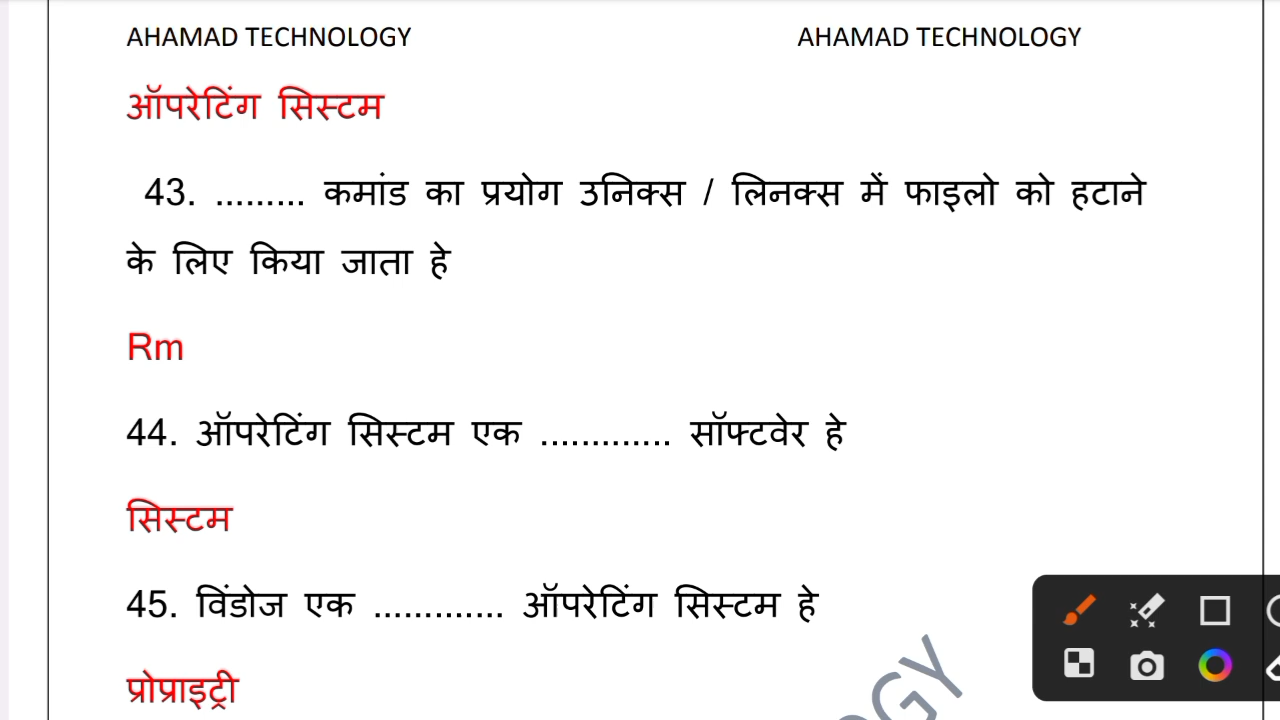 AHAMAD TECHNOLOGY AHAMAD TECHNOLOGY
ऑपरेटिंग सिस्टम
43. ......... कमांड का प्रयोग उनिक्स / लिनक्स में फाइलो को हटाने
के लिए किया जाता हे
Rm
44. ऑपरेटिंग सिस्टम एक ............. सॉफ्टवेर हे
सिस्टम
45. विंडोज एक ............. ऑपरेटिंग सिस्टम हे
प्रोप्राइट्री